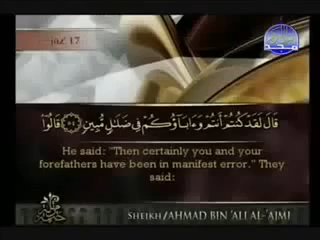 17
قَالَ لَقَدْ كُنتُمْ أَنتُمْ وَءَابَآؤُكُمْ فِى ضَلَـٰلٍ مُّبِينٍ ﴿٥٤﴾ قَالُوٓا۟
He said: "Then certainly you and your
forefathers have been in manifest error." They
said:
SHEIKH/AHMAD BIN 'ALI AL-'AJMI